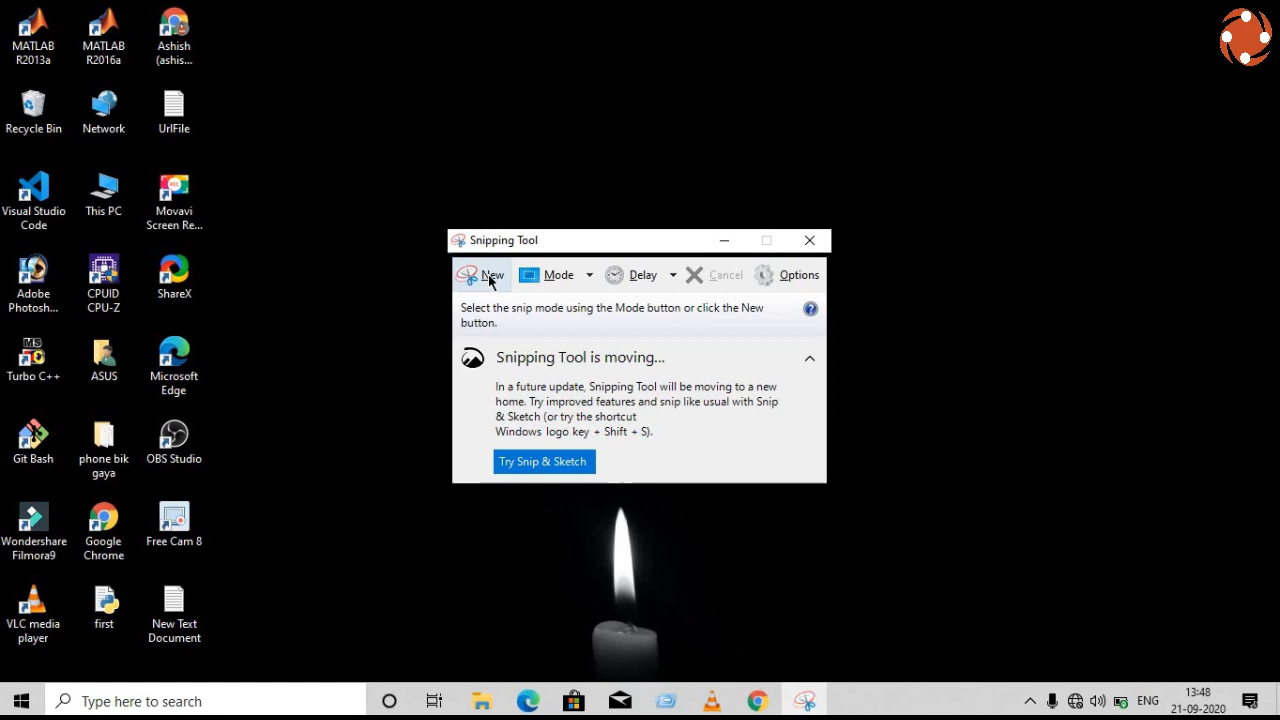 MATLAB
R2013a
MATLAB
R2016a
Ashish
(ashis...
Recycle Bin
Network
UrlFile
Visual Studio
Code
This PC
Movavi
Screen Re...
Adobe
Photosh...
CPUID
CPU-Z
ShareX
Turbo C++
ASUS
Microsoft
Edge
Git Bash
phone bik
gaya
OBS Studio
Wondershare
Filmora9
Google
Chrome
Free Cam 8
VLC media
player
first
New Text
Document
Snipping Tool
New Mode Delay Cancel Options
Select the snip mode using the Mode button or click the New
button.
Snipping Tool is moving...
In a future update, Snipping Tool will be moving to a new
home. Try improved features and snip like usual with Snip
& Sketch (or try the shortcut
Windows logo key + Shift + S).
Try Snip & Sketch
Type here to search
ENG
13:48
21-09-2020